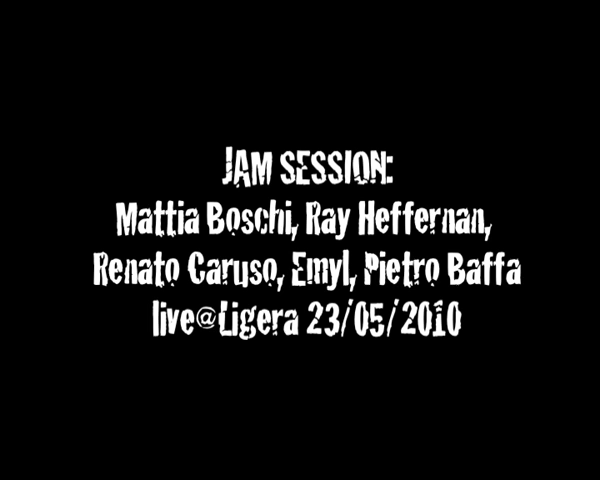 JAM SESSION:
Mattia Boschi, Ray Heffernan,
Renato Caruso, Emyl, Pietro Baffa
live@Ligera 23/05/2010